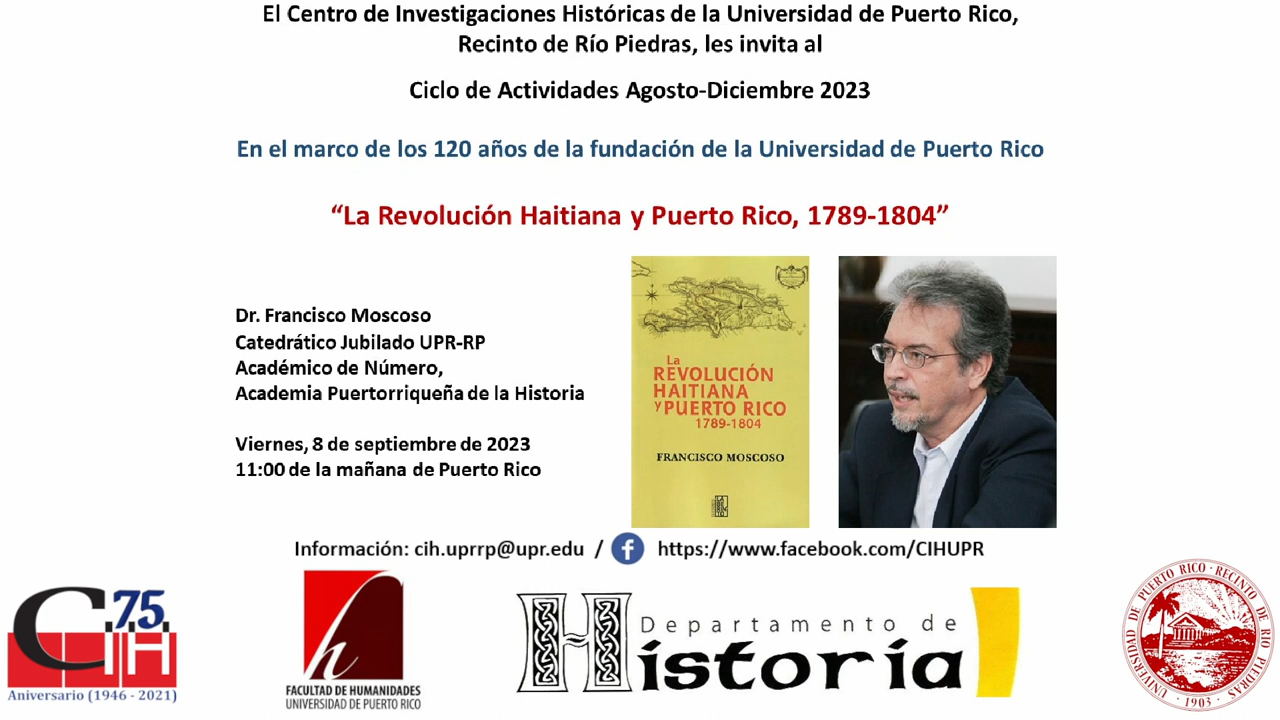 El Centro de Investigaciones Históricas de la Universidad de Puerto Rico,
Recinto de Río Piedras, les invita al
Ciclo de Actividades Agosto-Diciembre 2023
En el marco de los 120 años de la fundación de la Universidad de Puerto Rico
“La Revolución Haitiana y Puerto Rico, 1789-1804”
Dr. Francisco Moscoso
Catedrático Jubilado UPR-RP
Académico de Número,
Academia Puertorriqueña de la Historia
Viernes, 8 de septiembre de 2023
11:00 de la mañana de Puerto Rico
La
REVOLUCIÓN
HAITIANA
Y PUERTO RICO
1789-1804
FRANCISCO MOSCOSO
Información: cih.uprrp@upr.edu / f https://www.facebook.com/CIHUPR
C.75.
IH
Aniversario (1946 - 2021)
h
FACULTAD DE HUMANIDADES
UNIVERSIDAD DE PUERTO RICO
Departamento de
Historia
UNIVERSIDAD DE PUERTO RICO · RECINTO DE RÍO PIEDRAS
· 1903 ·